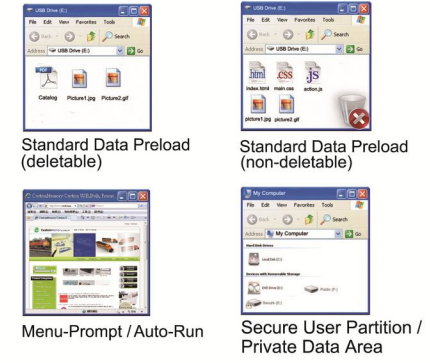 USB Drive (E:)
File Edit View Favorites Tools
Back Search
Address USB Drive (E:) Go
PDF
Catalog Picture1.jpg Picture2.gif
Standard Data Preload
(deletable)
USB Drive (E:)
File Edit View Favorites Tools
Back Search
Address USB Drive (E:) Go
.html .css .js
index.html main.css action.js
picture1.jpg picture2.gif
Standard Data Preload
(non-deletable)
Menu-Prompt / Auto-Run
My Computer
File Edit View Favorites Tools
Back Search
Address My Computer Go
Hard Disk Drives
Local Disk (C:)
Devices with Removable Storage
Public (F:)
Secure User Partition /
Private Data Area